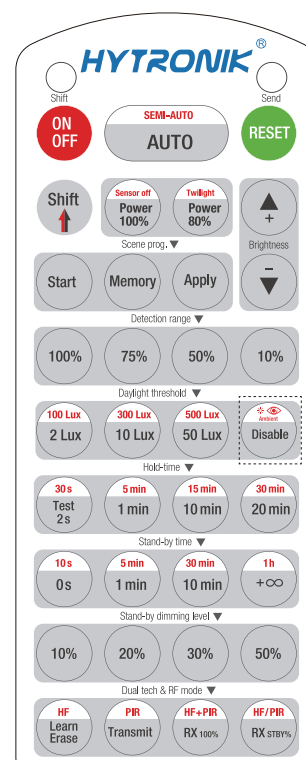 HYTRONIK®
Shift Send
ON
OFF
SEMI-AUTO
AUTO
RESET
Shift
Sensor off
Power
100%
Twilight
Power
80%
+
Scene prog. ▼
Brightness
−
Start Memory Apply
Detection range ▼
100% 75% 50% 10%
Daylight threshold ▼
100 Lux 300 Lux 500 Lux Ambient
2 Lux 10 Lux 50 Lux Disable
Hold-time ▼
30 s 5 min 15 min 30 min
Test
2 s
1 min 10 min 20 min
Stand-by time ▼
10 s 5 min 30 min 1h
0 s 1 min 10 min +∞
Stand-by dimming level ▼
10% 20% 30% 50%
Dual tech & RF mode ▼
HF PIR HF+PIR HF/PIR
Learn
Erase
Transmit RX 100% RX STBY%